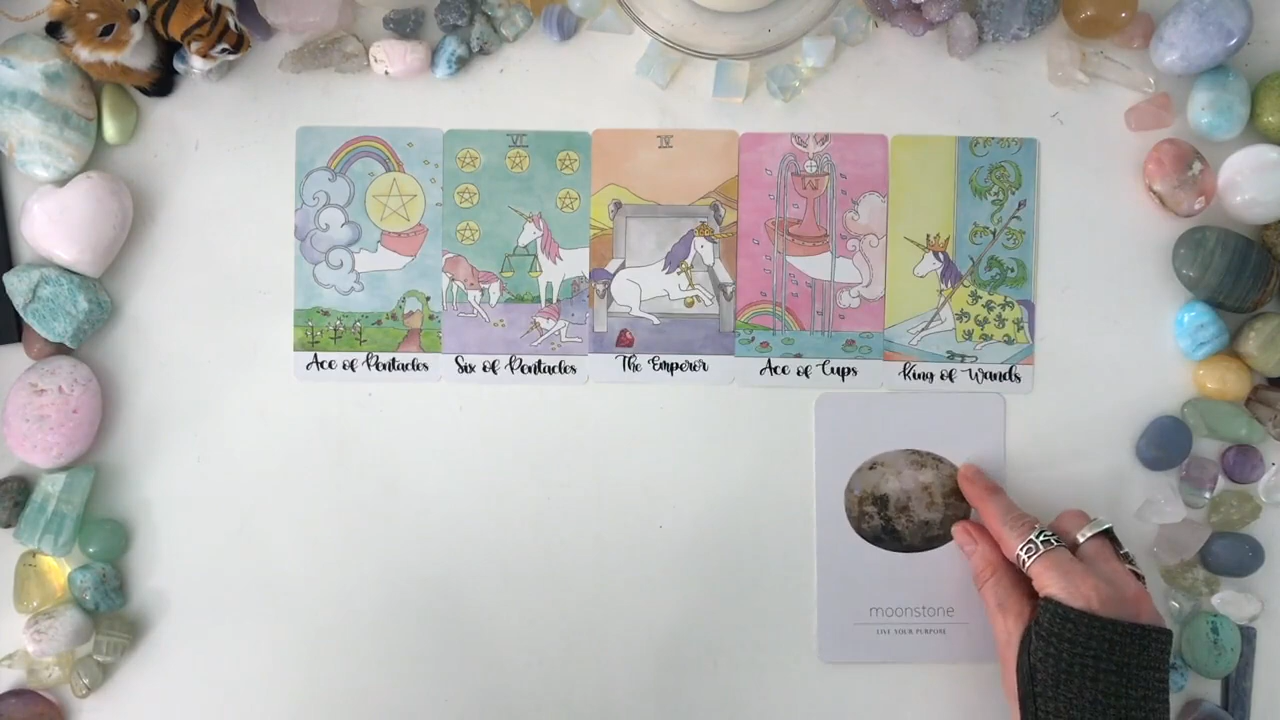 VI
IV
Ace of Pentacles
Six of Pentacles
The Emperor
Ace of Cups
King of Wands
moonstone
LIVE YOUR PURPOSE